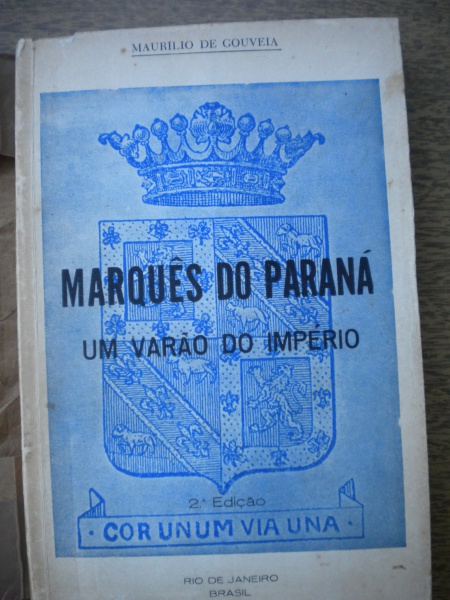 MAURÍLIO DE GOUVEIA
MARQUÊS DO PARANÁ
UM VARÃO DO IMPÉRIO
2.ª Edição
· COR UNUM VIA UNA ·
RIO DE JANEIRO
BRASIL